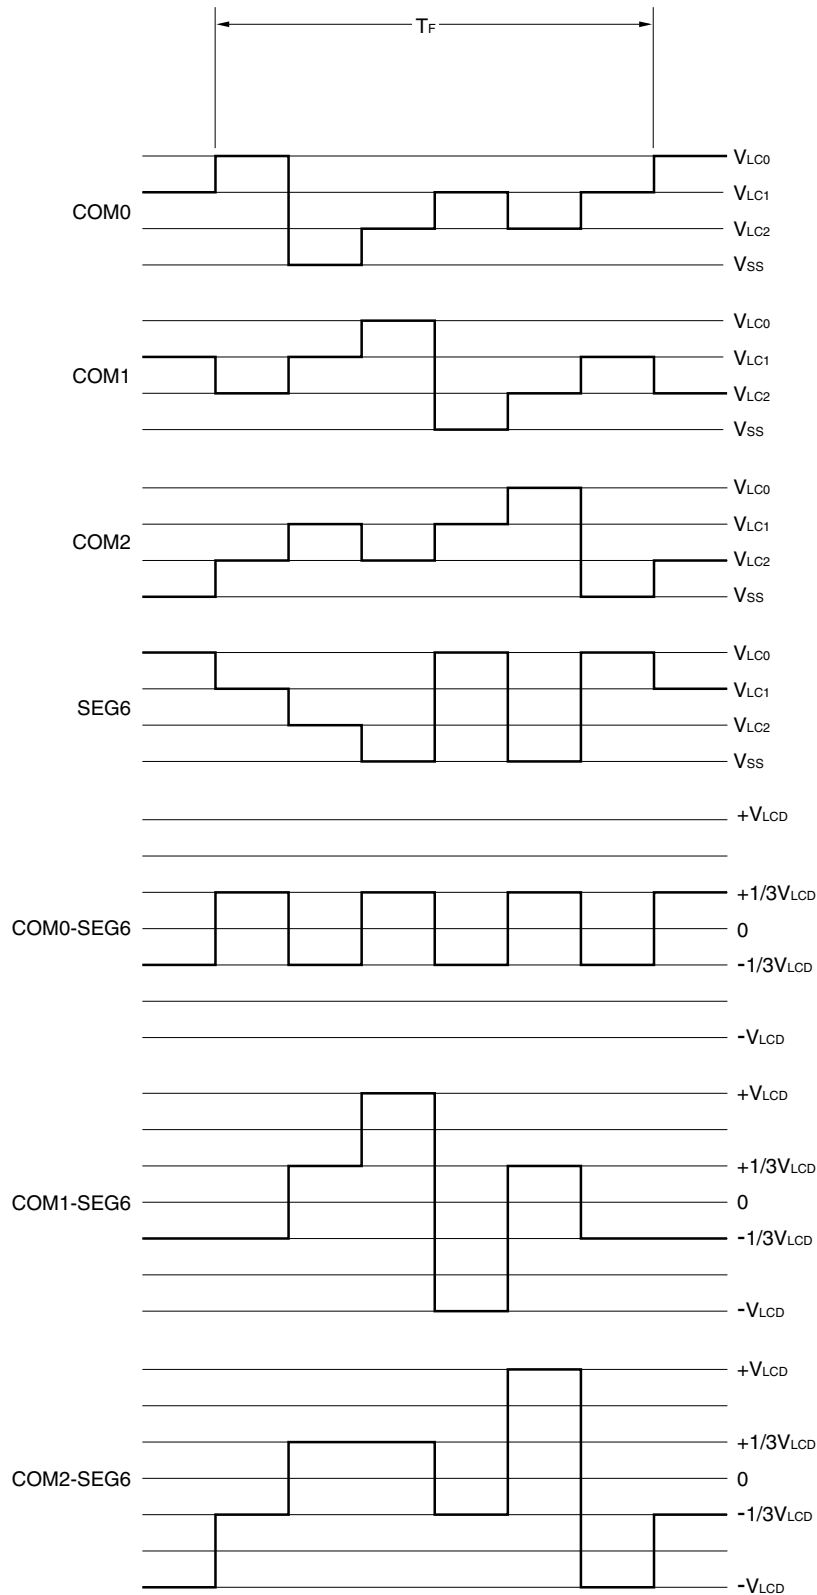 TF
VLC0
VLC1
COM0
VLC2
VSS
VLC0
VLC1
COM1
VLC2
VSS
VLC0
VLC1
COM2
VLC2
VSS
VLC0
VLC1
SEG6
VLC2
VSS
+VLCD
+1/3VLCD
COM0-SEG6
0
-1/3VLCD
-VLCD
+VLCD
+1/3VLCD
COM1-SEG6
0
-1/3VLCD
-VLCD
+VLCD
+1/3VLCD
COM2-SEG6
0
-1/3VLCD
-VLCD